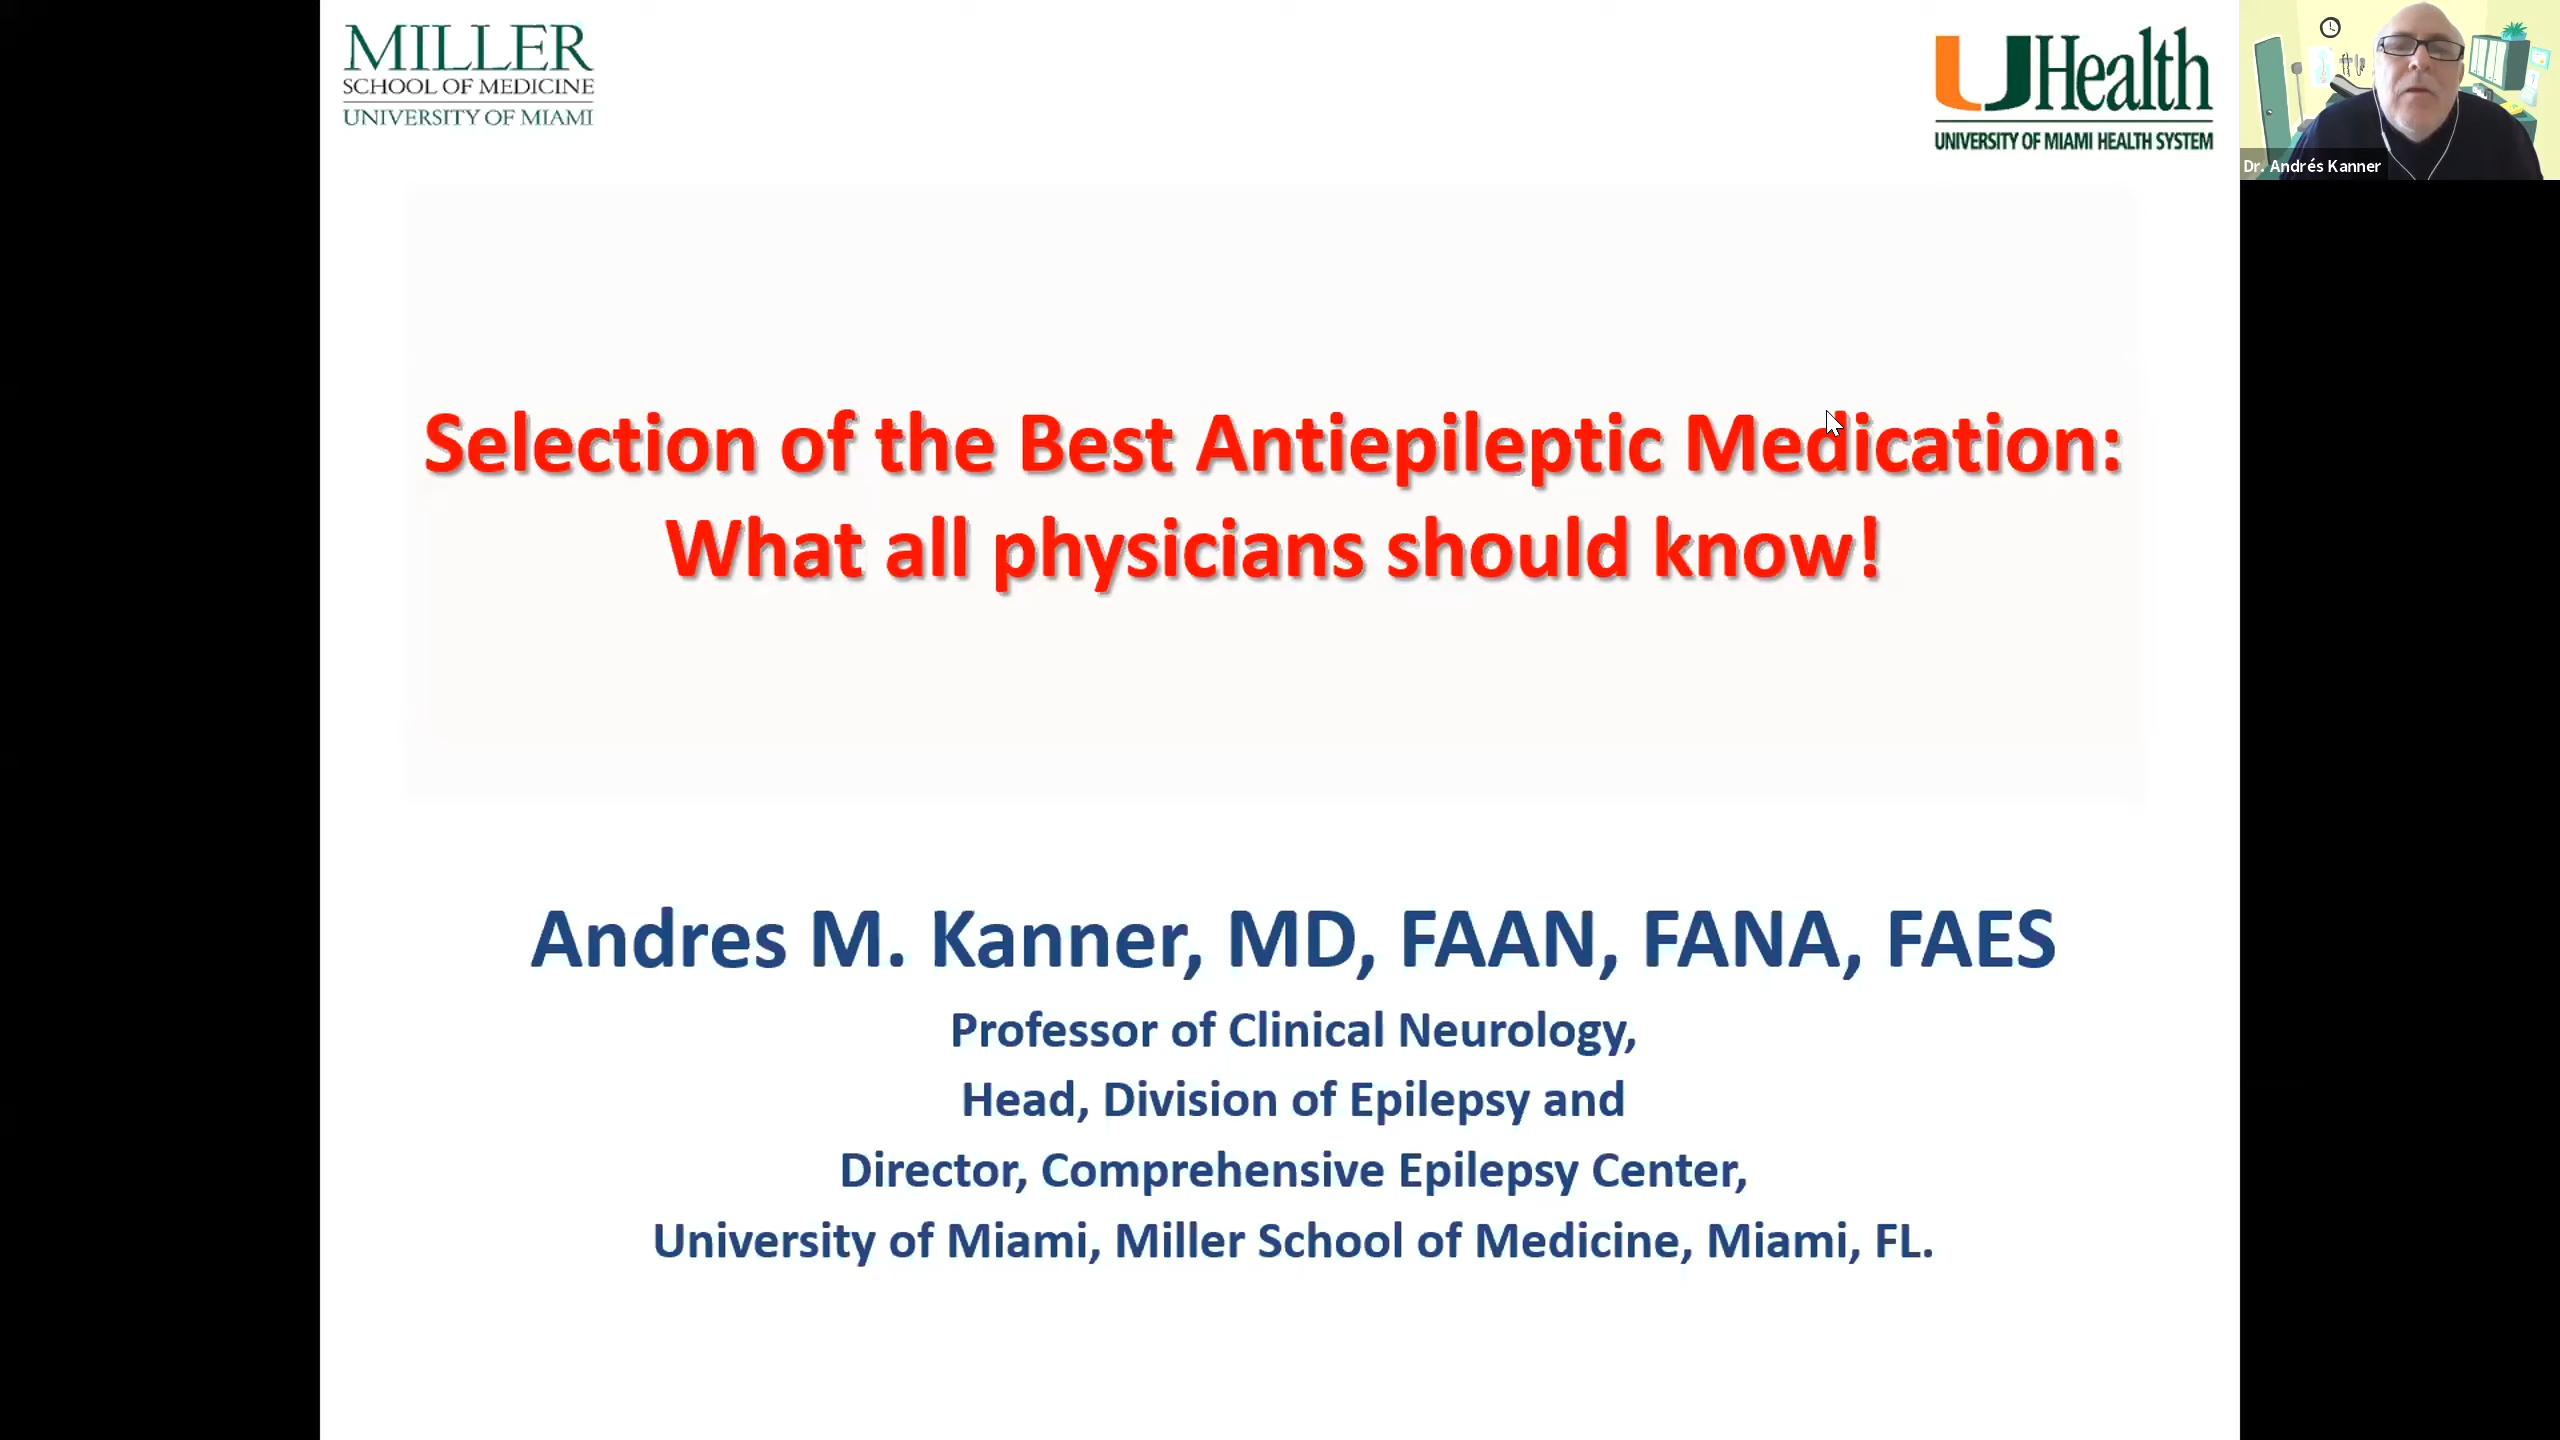 MILLER
SCHOOL OF MEDICINE
UNIVERSITY OF MIAMI
UHealth
UNIVERSITY OF MIAMI HEALTH SYSTEM
Dr. Andrés Kanner
Selection of the Best Antiepileptic Medication:
What all physicians should know!
Andres M. Kanner, MD, FAAN, FANA, FAES
Professor of Clinical Neurology,
Head, Division of Epilepsy and
Director, Comprehensive Epilepsy Center,
University of Miami, Miller School of Medicine, Miami, FL.